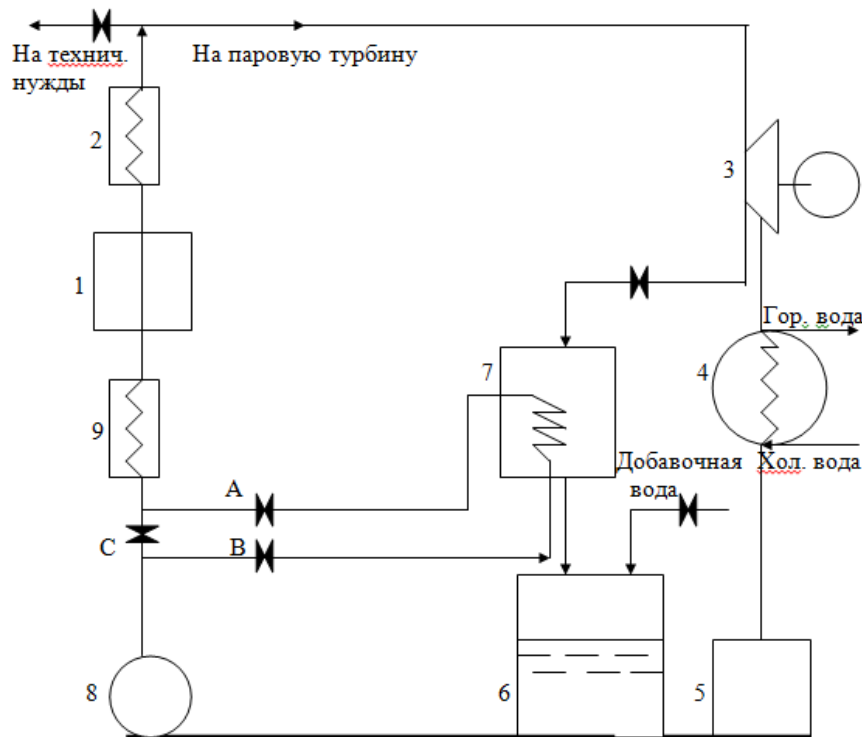 На технич.
нужды
На паровую турбину
2
3
1
Гор. вода
7
4
9
Добавочная
вода
Хол. вода
A
C
B
8
6
5